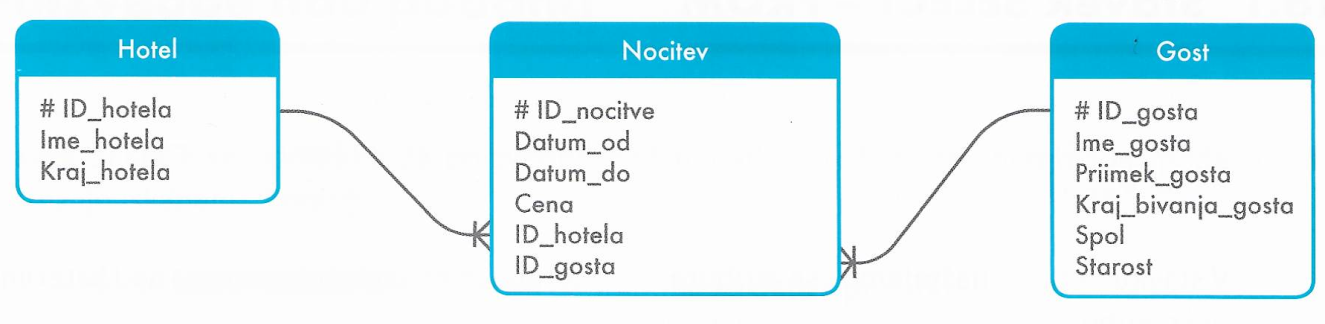 Hotel
# ID_hotela
Ime_hotela
Kraj_hotela
Nocitev
# ID_nocitve
Datum_od
Datum_do
Cena
ID_hotela
ID_gosta
Gost
# ID_gosta
Ime_gosta
Priimek_gosta
Kraj_bivanja_gosta
Spol
Starost